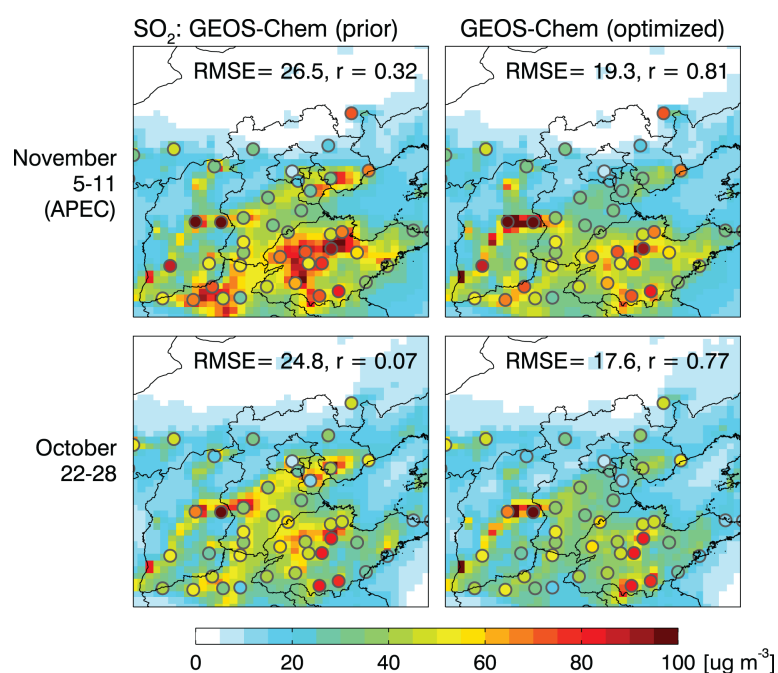 SO₂: GEOS-Chem (prior)
GEOS-Chem (optimized)
November
5-11
(APEC)
RMSE= 26.5, r = 0.32
RMSE= 19.3, r = 0.81
October
22-28
RMSE= 24.8, r = 0.07
RMSE= 17.6, r = 0.77
0 20 40 60 80 100 [ug m⁻³]